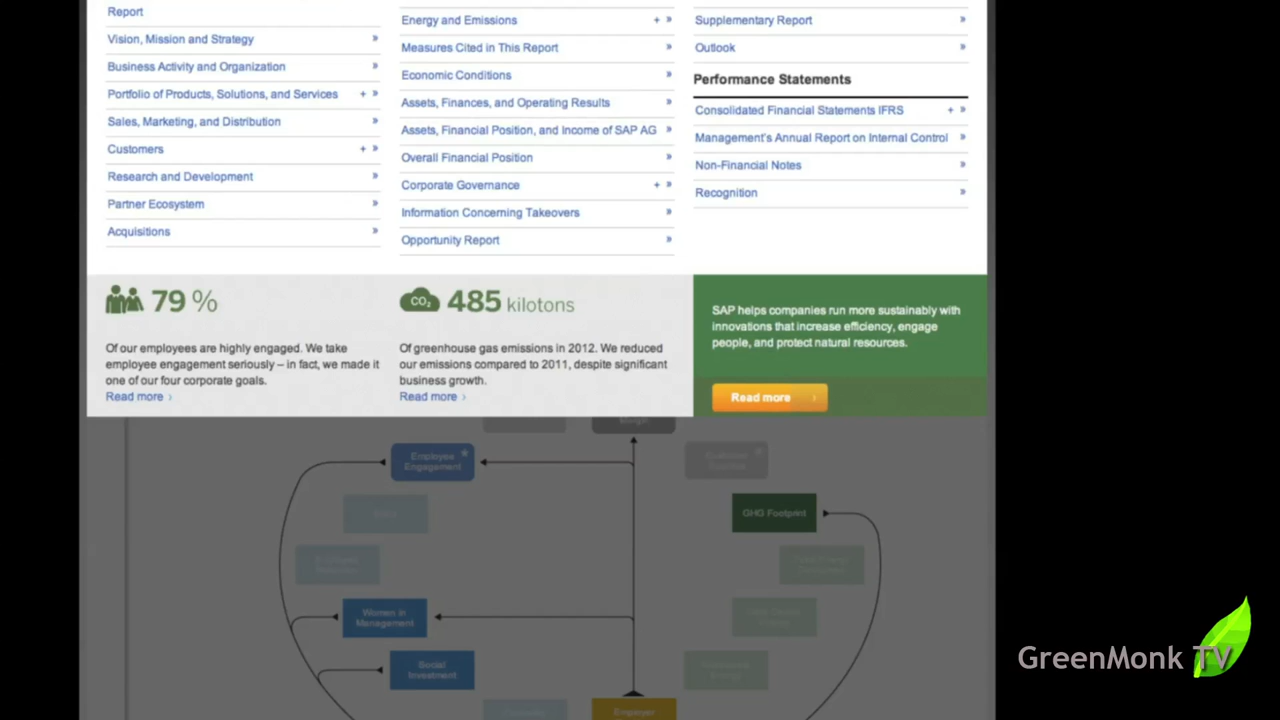 Report
Vision, Mission and Strategy »
Business Activity and Organization »
Portfolio of Products, Solutions, and Services + »
Sales, Marketing, and Distribution »
Customers + »
Research and Development »
Partner Ecosystem »
Acquisitions »
Energy and Emissions + »
Measures Cited in This Report »
Economic Conditions »
Assets, Finances, and Operating Results »
Assets, Financial Position, and Income of SAP AG »
Overall Financial Position »
Corporate Governance + »
Information Concerning Takeovers »
Opportunity Report »
Supplementary Report »
Outlook »
Performance Statements
Consolidated Financial Statements IFRS + »
Management's Annual Report on Internal Control »
Non-Financial Notes »
Recognition »
79 %
Of our employees are highly engaged. We take
employee engagement seriously – in fact, we made it
one of our four corporate goals.
Read more ›
CO₂ 485 kilotons
Of greenhouse gas emissions in 2012. We reduced
our emissions compared to 2011, despite significant
business growth.
Read more ›
SAP helps companies run more sustainably with
innovations that increase efficiency, engage
people, and protect natural resources.
Read more ›
Margin
Employee
Engagement
GHG Footprint
Women in
Management
Social
Investment
Employer
GreenMonk TV